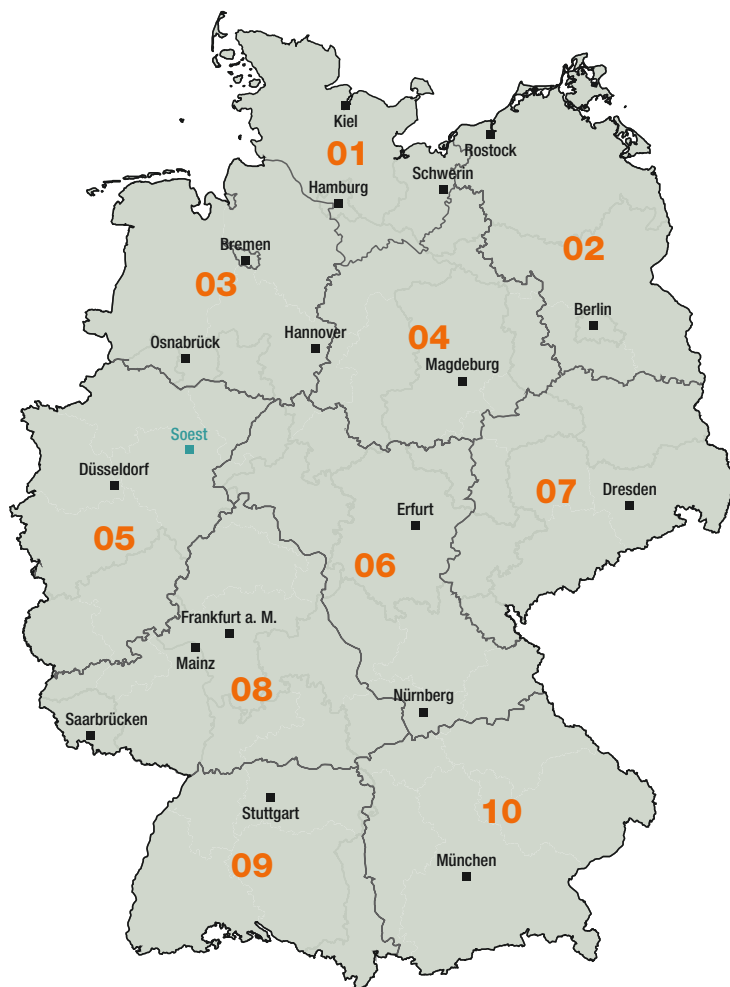 Kiel
01
Rostock
Schwerin
Hamburg
02
Bremen
03
Berlin
Hannover
04
Osnabrück
Magdeburg
Soest
Düsseldorf
07
Dresden
Erfurt
05
06
Frankfurt a. M.
Mainz
08
Nürnberg
Saarbrücken
Stuttgart
10
09
München